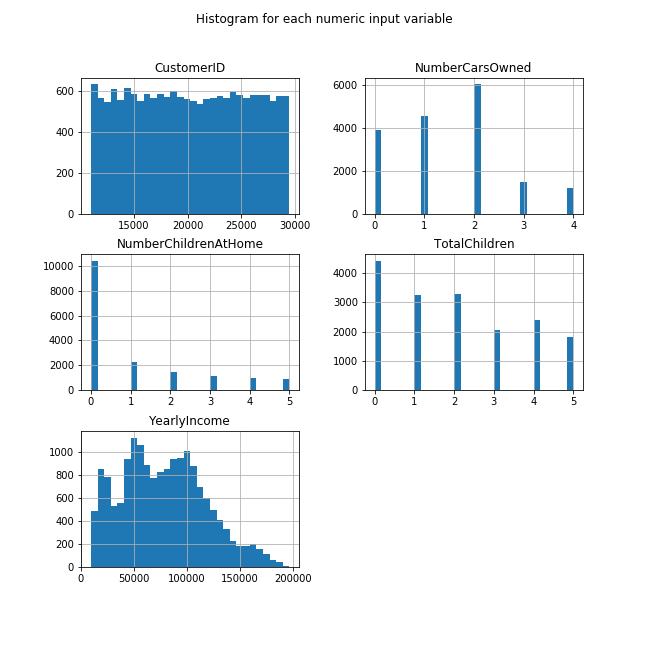 Histogram for each numeric input variable
CustomerID
600
400
200
0
15000 20000 25000 30000
NumberCarsOwned
6000
4000
2000
0
0 1 2 3 4
NumberChildrenAtHome
10000
8000
6000
4000
2000
0
0 1 2 3 4 5
TotalChildren
4000
3000
2000
1000
0
0 1 2 3 4 5
YearlyIncome
1000
800
600
400
200
0
0 50000 100000 150000 200000